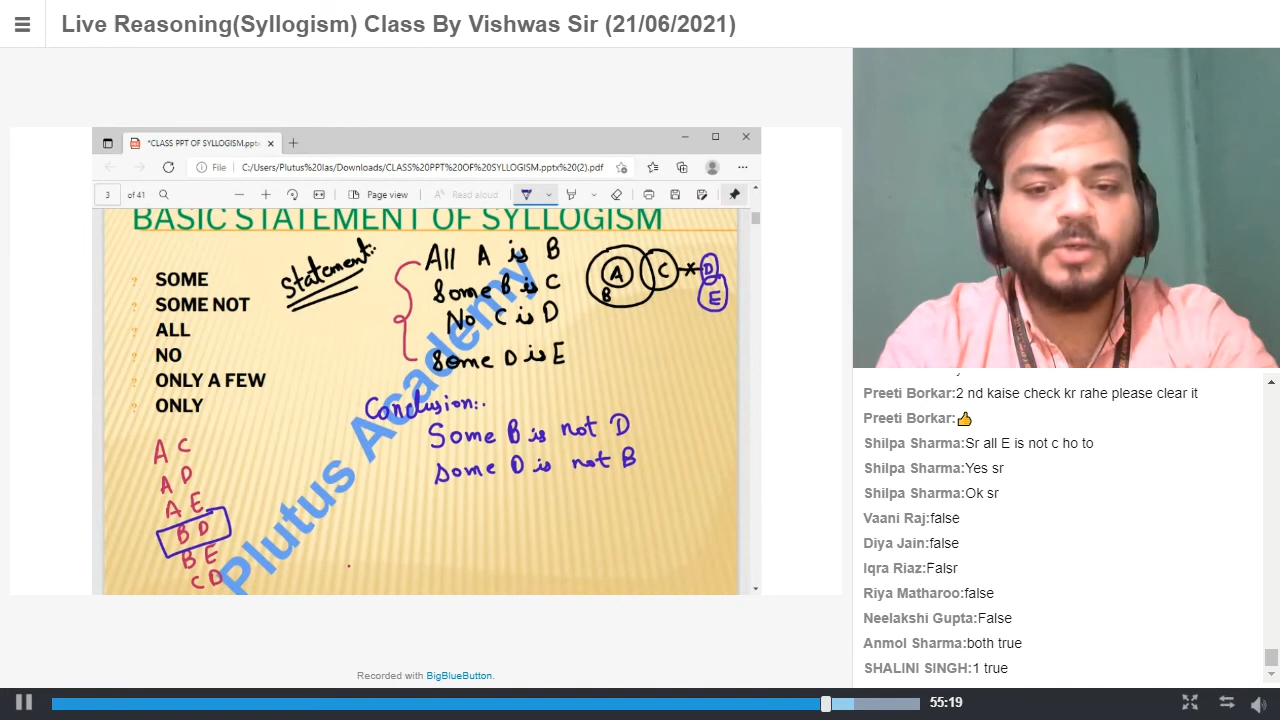 Live Reasoning(Syllogism) Class By Vishwas Sir (21/06/2021)
*CLASS PPT OF SYLLOGISM.ppt
File
C:/Users/Plutus%20Ias/Downloads/CLASS%20PPT%20OF%20SYLLOGISM.pptx%20(2).pdf
3 of 41
Page view
Read aloud
BASIC STATEMENT OF SYLLOGISM
SOME
SOME NOT
ALL
NO
ONLY A FEW
ONLY
Statement:
All A is B
Some B is C
No C is D
Some D is E
A B C D E
Conclusion:.
Some B is not D
Some D is not B
A C
A D
A E
B D
B E
C D
Plutus Academy
Recorded with BigBlueButton.
Preeti Borkar:2 nd kaise check kr rahe please clear it
Preeti Borkar:👍
Shilpa Sharma:Sr all E is not c ho to
Shilpa Sharma:Yes sr
Shilpa Sharma:Ok sr
Vaani Raj:false
Diya Jain:false
Iqra Riaz:Falsr
Riya Matharoo:false
Neelakshi Gupta:False
Anmol Sharma:both true
SHALINI SINGH:1 true
55:19